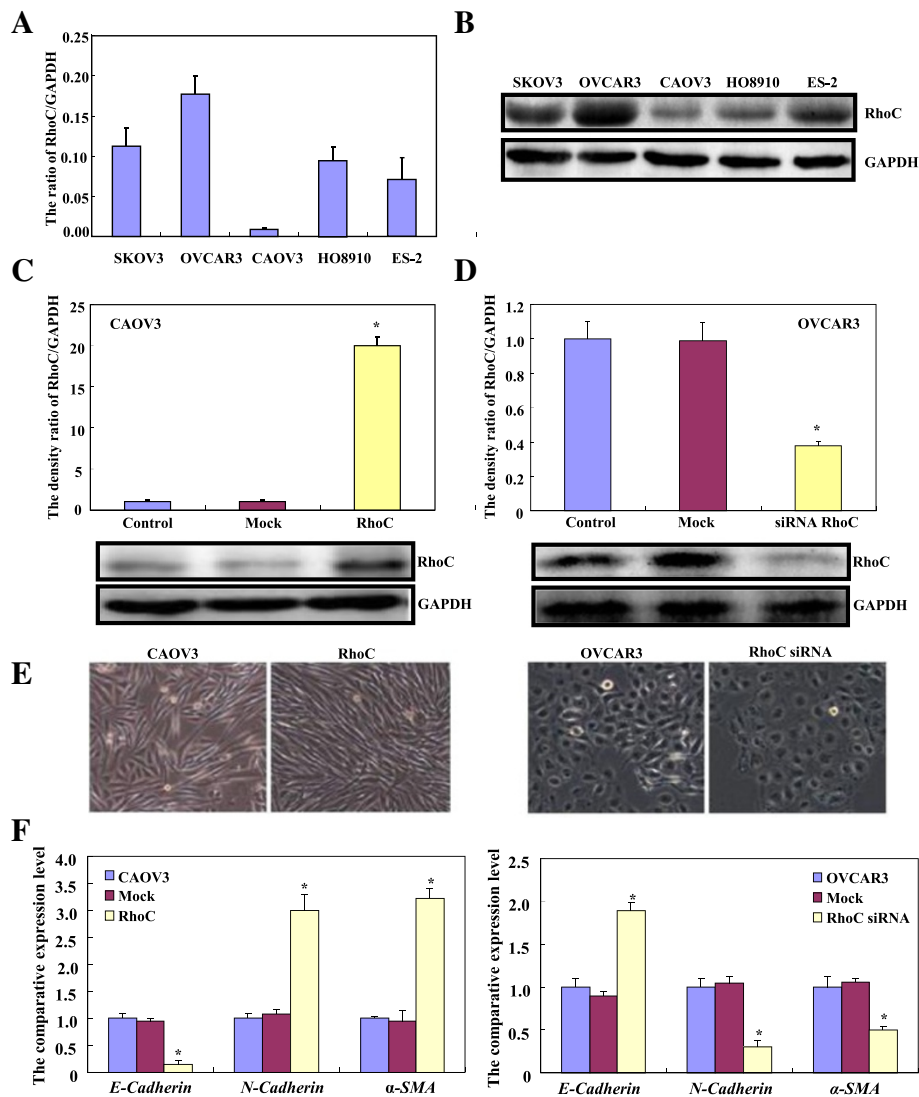 A
The ratio of RhoC/GAPDH
0.25
0.20
0.15
0.10
0.05
0.00
SKOV3 OVCAR3 CAOV3 HO8910 ES-2
B
SKOV3 OVCAR3 CAOV3 HO8910 ES-2
RhoC
GAPDH
C
The density ratio of RhoC/GAPDH
25
20
15
10
5
0
CAOV3
*
Control Mock RhoC
RhoC
GAPDH
D
The density ratio of RhoC/GAPDH
1.2
1.0
0.8
0.6
0.4
0.2
0
OVCAR3
*
Control Mock siRNA RhoC
RhoC
GAPDH
E
CAOV3 RhoC
OVCAR3 RhoC siRNA
F
The comparative expression level
4.0
3.0
2.0
1.0
0.5
0
CAOV3
Mock
RhoC
* * *
E-Cadherin N-Cadherin α-SMA
The comparative expression level
2.5
2.0
1.5
1.0
0.5
0
OVCAR3
Mock
RhoC siRNA
* * *
E-Cadherin N-Cadherin α-SMA